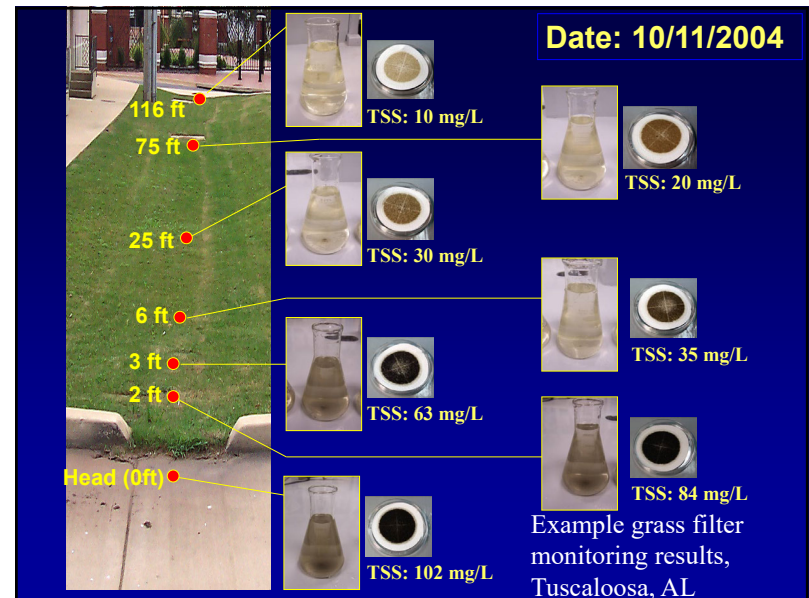 Date: 10/11/2004
116 ft
TSS: 10 mg/L
75 ft
TSS: 20 mg/L
25 ft
TSS: 30 mg/L
6 ft
TSS: 35 mg/L
3 ft
TSS: 63 mg/L
2 ft
TSS: 84 mg/L
Head (0ft)
TSS: 102 mg/L
Example grass filter
monitoring results,
Tuscaloosa, AL